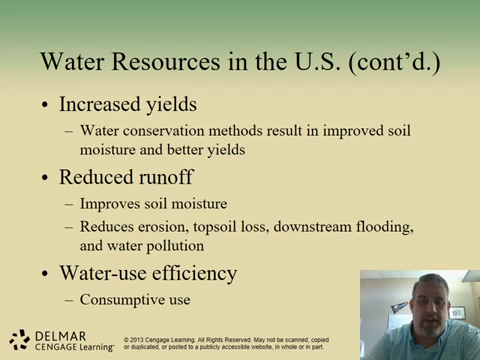 Water Resources in the U.S. (cont’d.)
• Increased yields
– Water conservation methods result in improved soil
moisture and better yields
• Reduced runoff
– Improves soil moisture
– Reduces erosion, topsoil loss, downstream flooding,
and water pollution
• Water-use efficiency
– Consumptive use
DELMAR
CENGAGE Learning™
© 2013 Cengage Learning. All Rights Reserved. May not be scanned, copied
or duplicated, or posted to a publicly accessible website, in whole or in part.